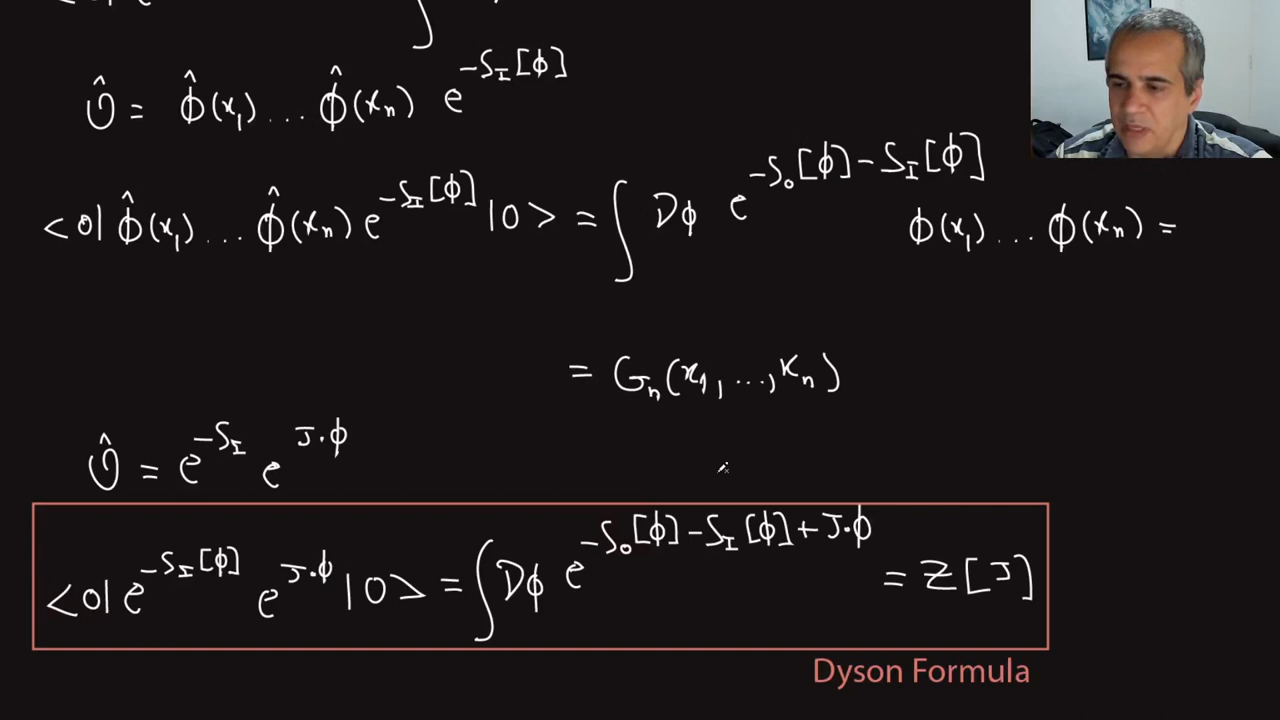 Ô = φ̂(x₁)...φ̂(xₙ) e^{-S_I[φ]}
<0|φ̂(x₁)...φ̂(xₙ)e^{-S_I[φ]}|0> = ∫ Dφ e^{-S₀[φ]-S_I[φ]} φ(x₁)...φ(xₙ) =
= Gₙ(x₁,...,xₙ)
Ô = e^{-S_I} e^{J·φ}
<0|e^{-S_I[φ]} e^{J·φ}|0> = ∫Dφ e^{-S₀[φ]-S_I[φ]+J·φ} = Z[J]
Dyson Formula